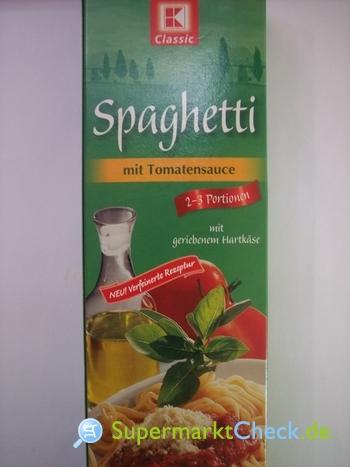 K
Classic
Spaghetti
mit Tomatensauce
2-3 Portionen
mit
geriebenem Hartkäse
NEU! Verfeinerte Rezeptur
SupermarktCheck.de